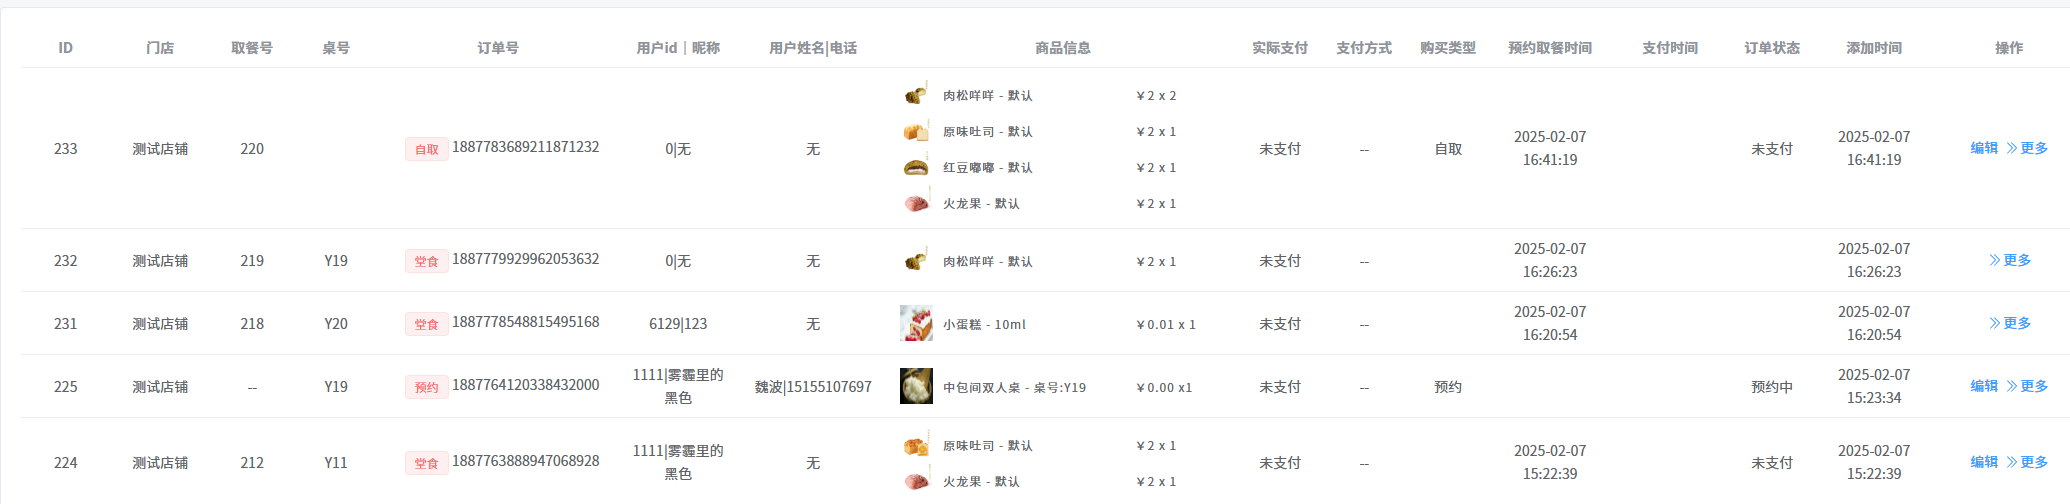 ID 门店 取餐号 桌号 订单号 用户id｜昵称 用户姓名|电话 商品信息 实际支付 支付方式 购买类型 预约取餐时间 支付时间 订单状态 添加时间 操作
肉松咩咩 - 默认 ￥2 x 2
原味吐司 - 默认 ￥2 x 1
233 测试店铺 220 自取 1887783689211871232 0|无 无 未支付 -- 自取 2025-02-07 16:41:19 未支付 2025-02-07 16:41:19 编辑 更多
红豆嘟嘟 - 默认 ￥2 x 1
火龙果 - 默认 ￥2 x 1
232 测试店铺 219 Y19 堂食 1887779929962053632 0|无 无 肉松咩咩 - 默认 ￥2 x 1 未支付 -- 2025-02-07 16:26:23 2025-02-07 16:26:23 更多
231 测试店铺 218 Y20 堂食 1887778548815495168 6129|123 无 小蛋糕 - 10ml ￥0.01 x 1 未支付 -- 2025-02-07 16:20:54 2025-02-07 16:20:54 更多
225 测试店铺 -- Y19 预约 1887764120338432000 1111|雾霾里的黑色 魏波|15155107697 中包间双人桌 - 桌号:Y19 ￥0.00 x1 未支付 -- 预约 预约中 2025-02-07 15:23:34 编辑 更多
原味吐司 - 默认 ￥2 x 1
224 测试店铺 212 Y11 堂食 1887763888947068928 1111|雾霾里的黑色 无 未支付 -- 2025-02-07 15:22:39 未支付 2025-02-07 15:22:39 编辑 更多
火龙果 - 默认 ￥2 x 1